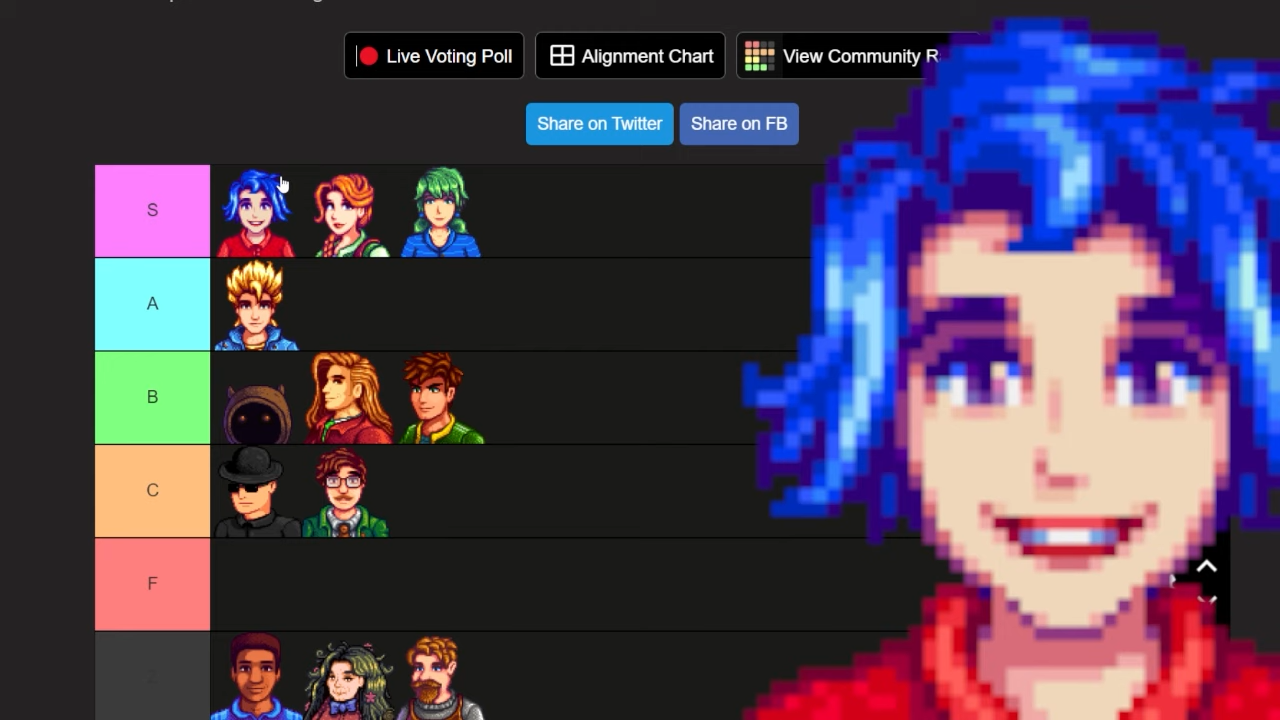 Live Voting Poll
Alignment Chart
View Community R
Share on Twitter
Share on FB
S
A
B
C
F